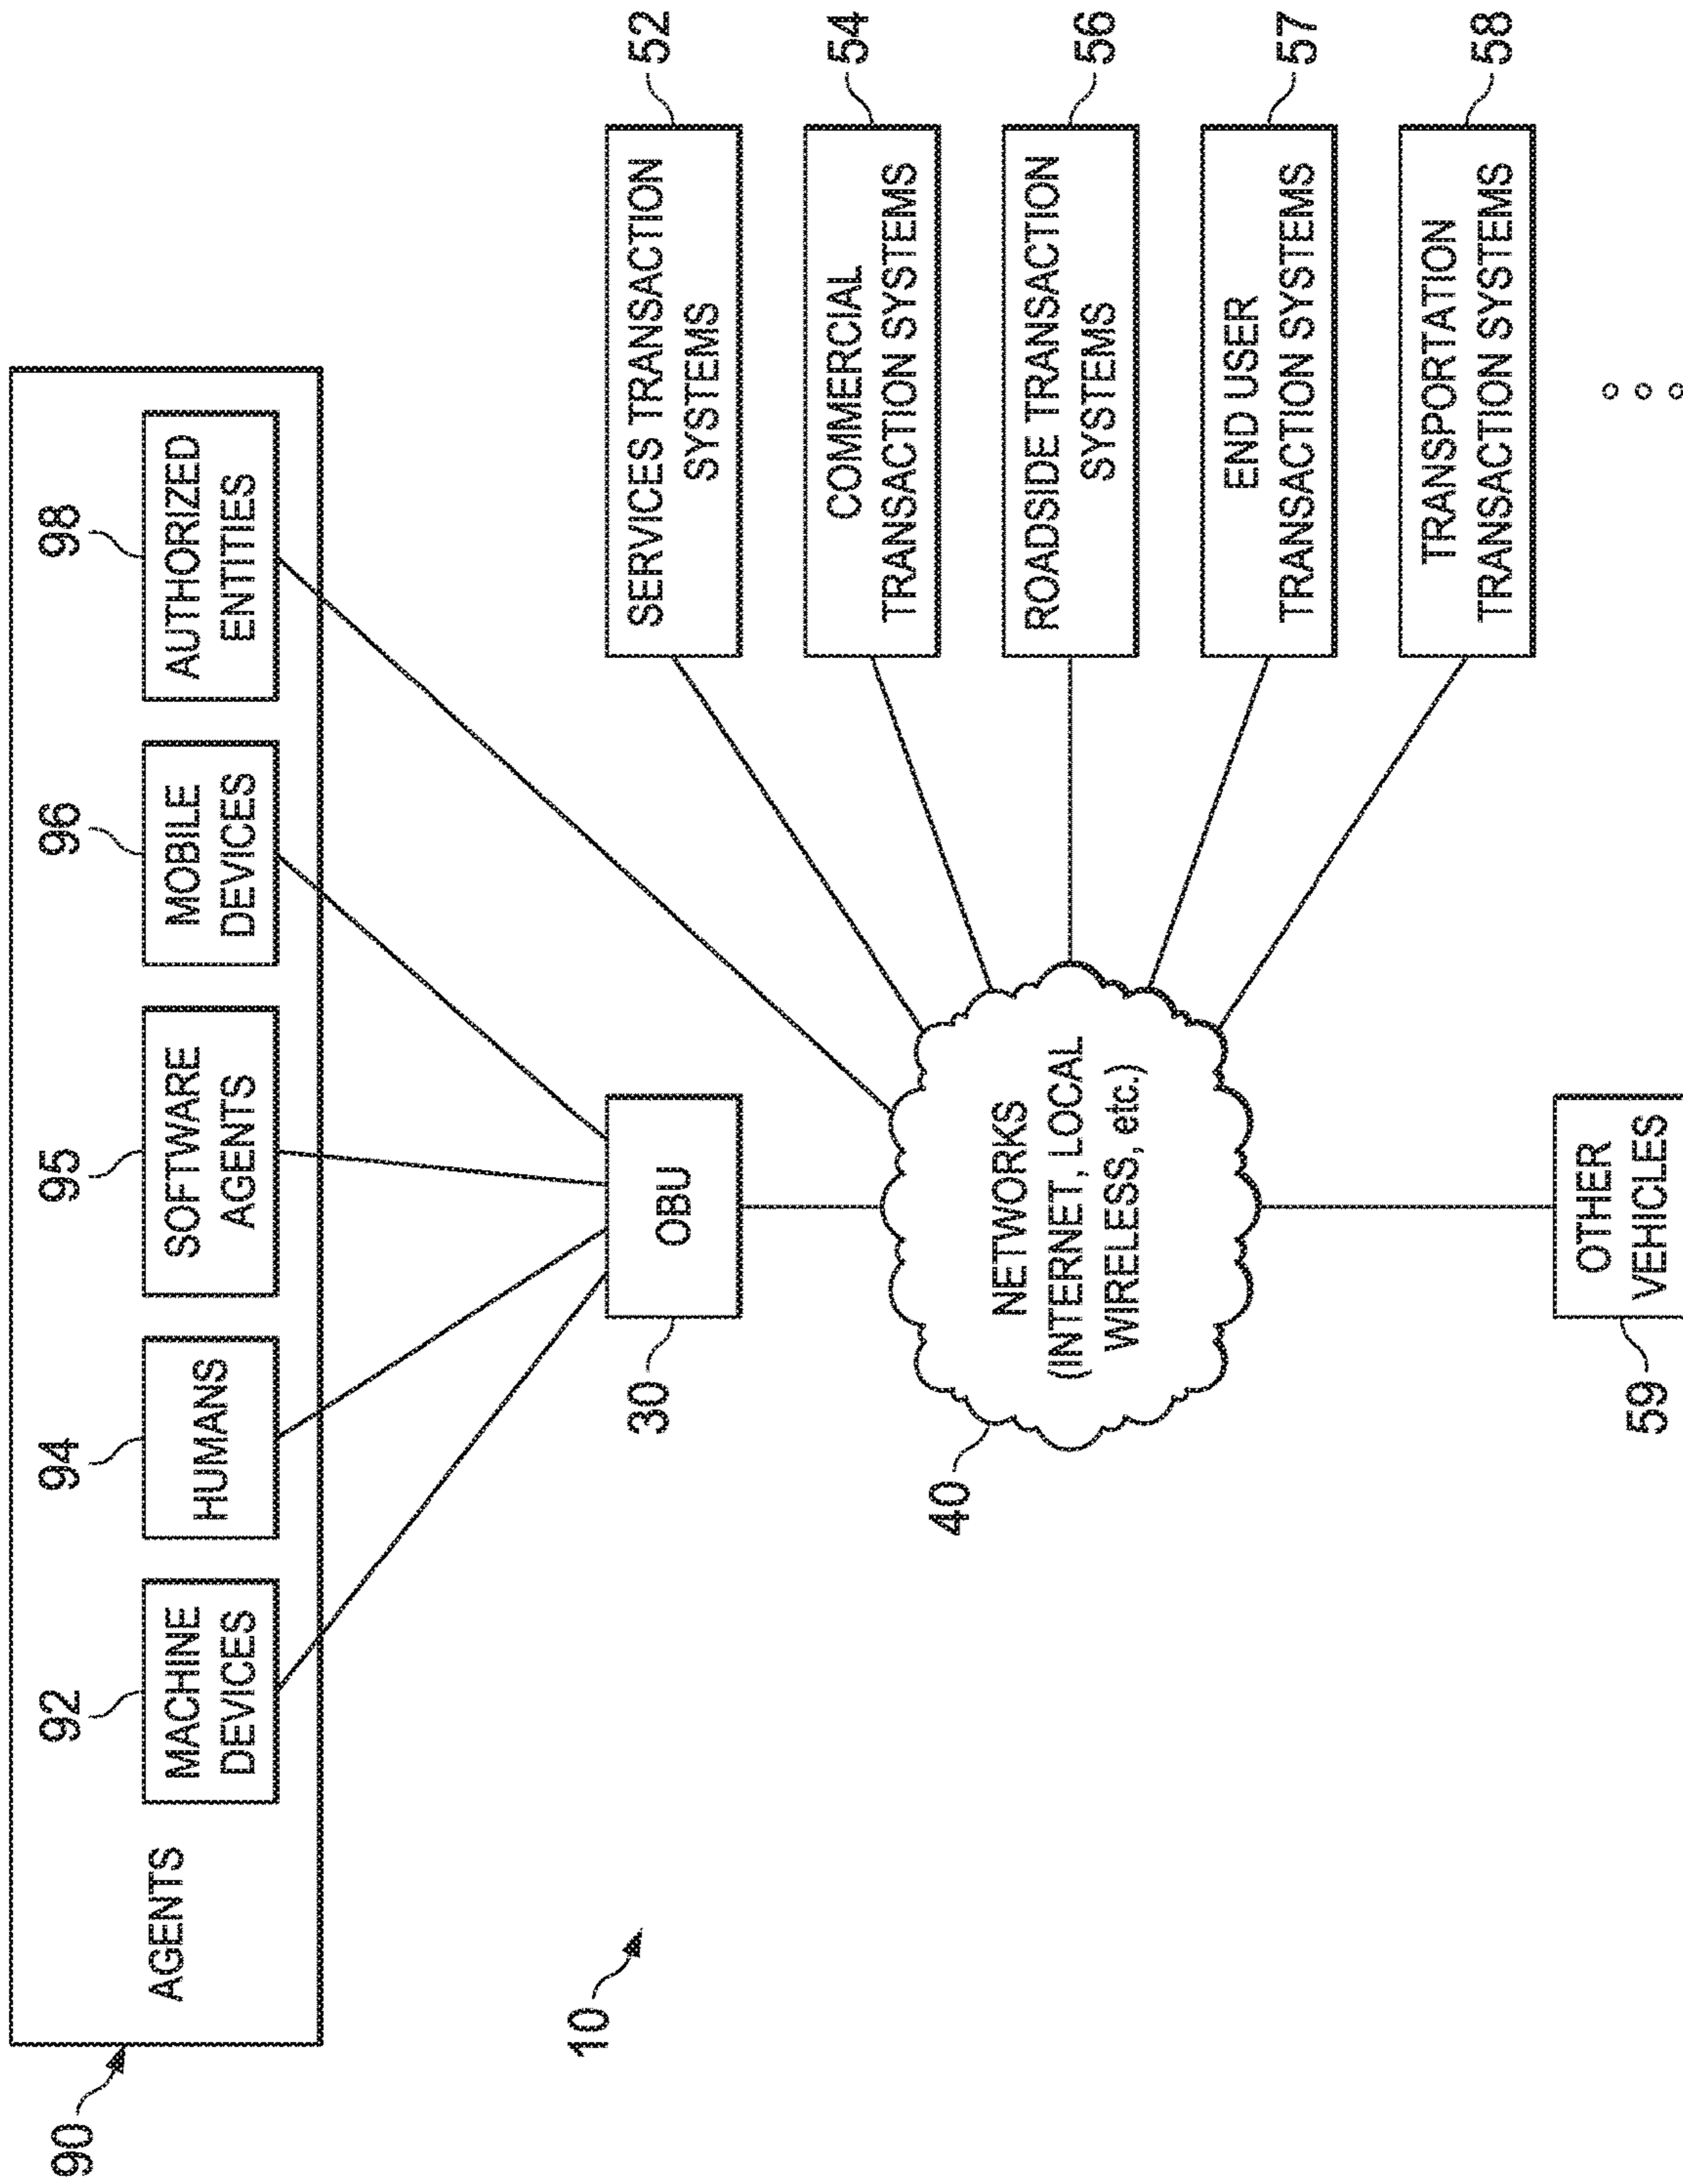 90
AGENTS
92
MACHINE
DEVICES
94
HUMANS
95
SOFTWARE
AGENTS
96
MOBILE
DEVICES
98
AUTHORIZED
ENTITIES
10
30
OBU
40
NETWORKS
(INTERNET, LOCAL
WIRELESS, etc.)
SERVICES TRANSACTION
SYSTEMS
52
COMMERCIAL
TRANSACTION SYSTEMS
54
ROADSIDE TRANSACTION
SYSTEMS
56
END USER
TRANSACTION SYSTEMS
57
TRANSPORTATION
TRANSACTION SYSTEMS
58
59
OTHER
VEHICLES